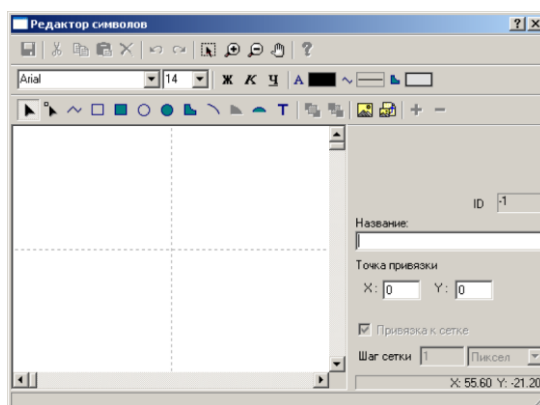 Редактор символов
Arial 14 Ж К Ч A
T
ID -1
Название:
Точка привязки
X: 0 Y: 0
Привязка к сетке
Шаг сетки 1 Пиксел
X: 55.60 Y: -21.20